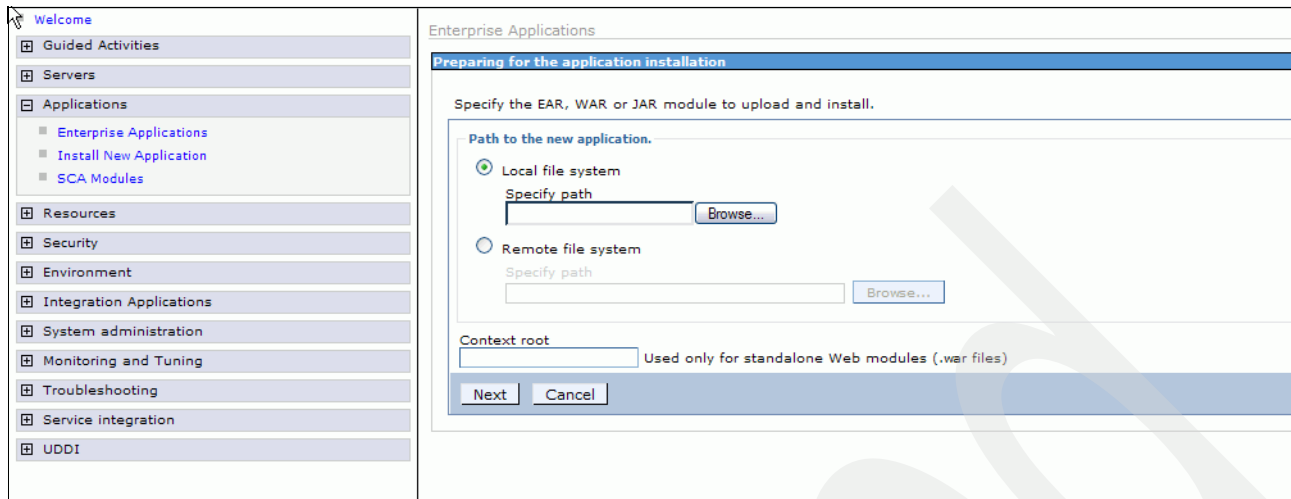 Welcome
Guided Activities
Servers
Applications
Enterprise Applications
Install New Application
SCA Modules
Resources
Security
Environment
Integration Applications
System administration
Monitoring and Tuning
Troubleshooting
Service integration
UDDI
Enterprise Applications
Preparing for the application installation
Specify the EAR, WAR or JAR module to upload and install.
Path to the new application.
Local file system
Specify path
Browse...
Remote file system
Specify path
Browse...
Context root
Used only for standalone Web modules (.war files)
Next Cancel